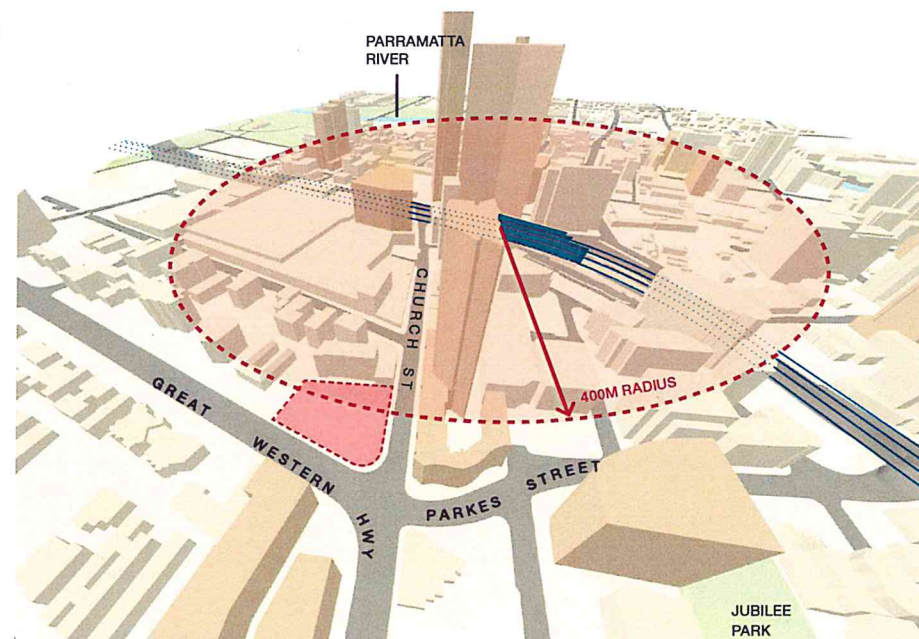 PARRAMATTA
RIVER
CHURCH ST
400M RADIUS
GREAT WESTERN HWY
PARKES STREET
JUBILEE
PARK